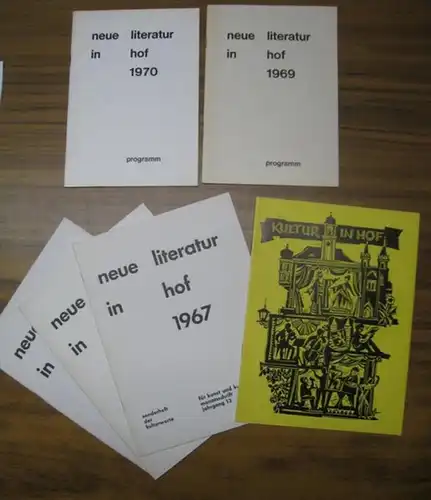 neue literatur
in hof
1970
programm
neue literatur
in hof
1969
programm
neue
in
neue
in
neue literatur
in hof
1967
sonderheft
der
kulturwarte
für kunst und
monatsschrift
jahrgang 13
KULTUR IN HOF